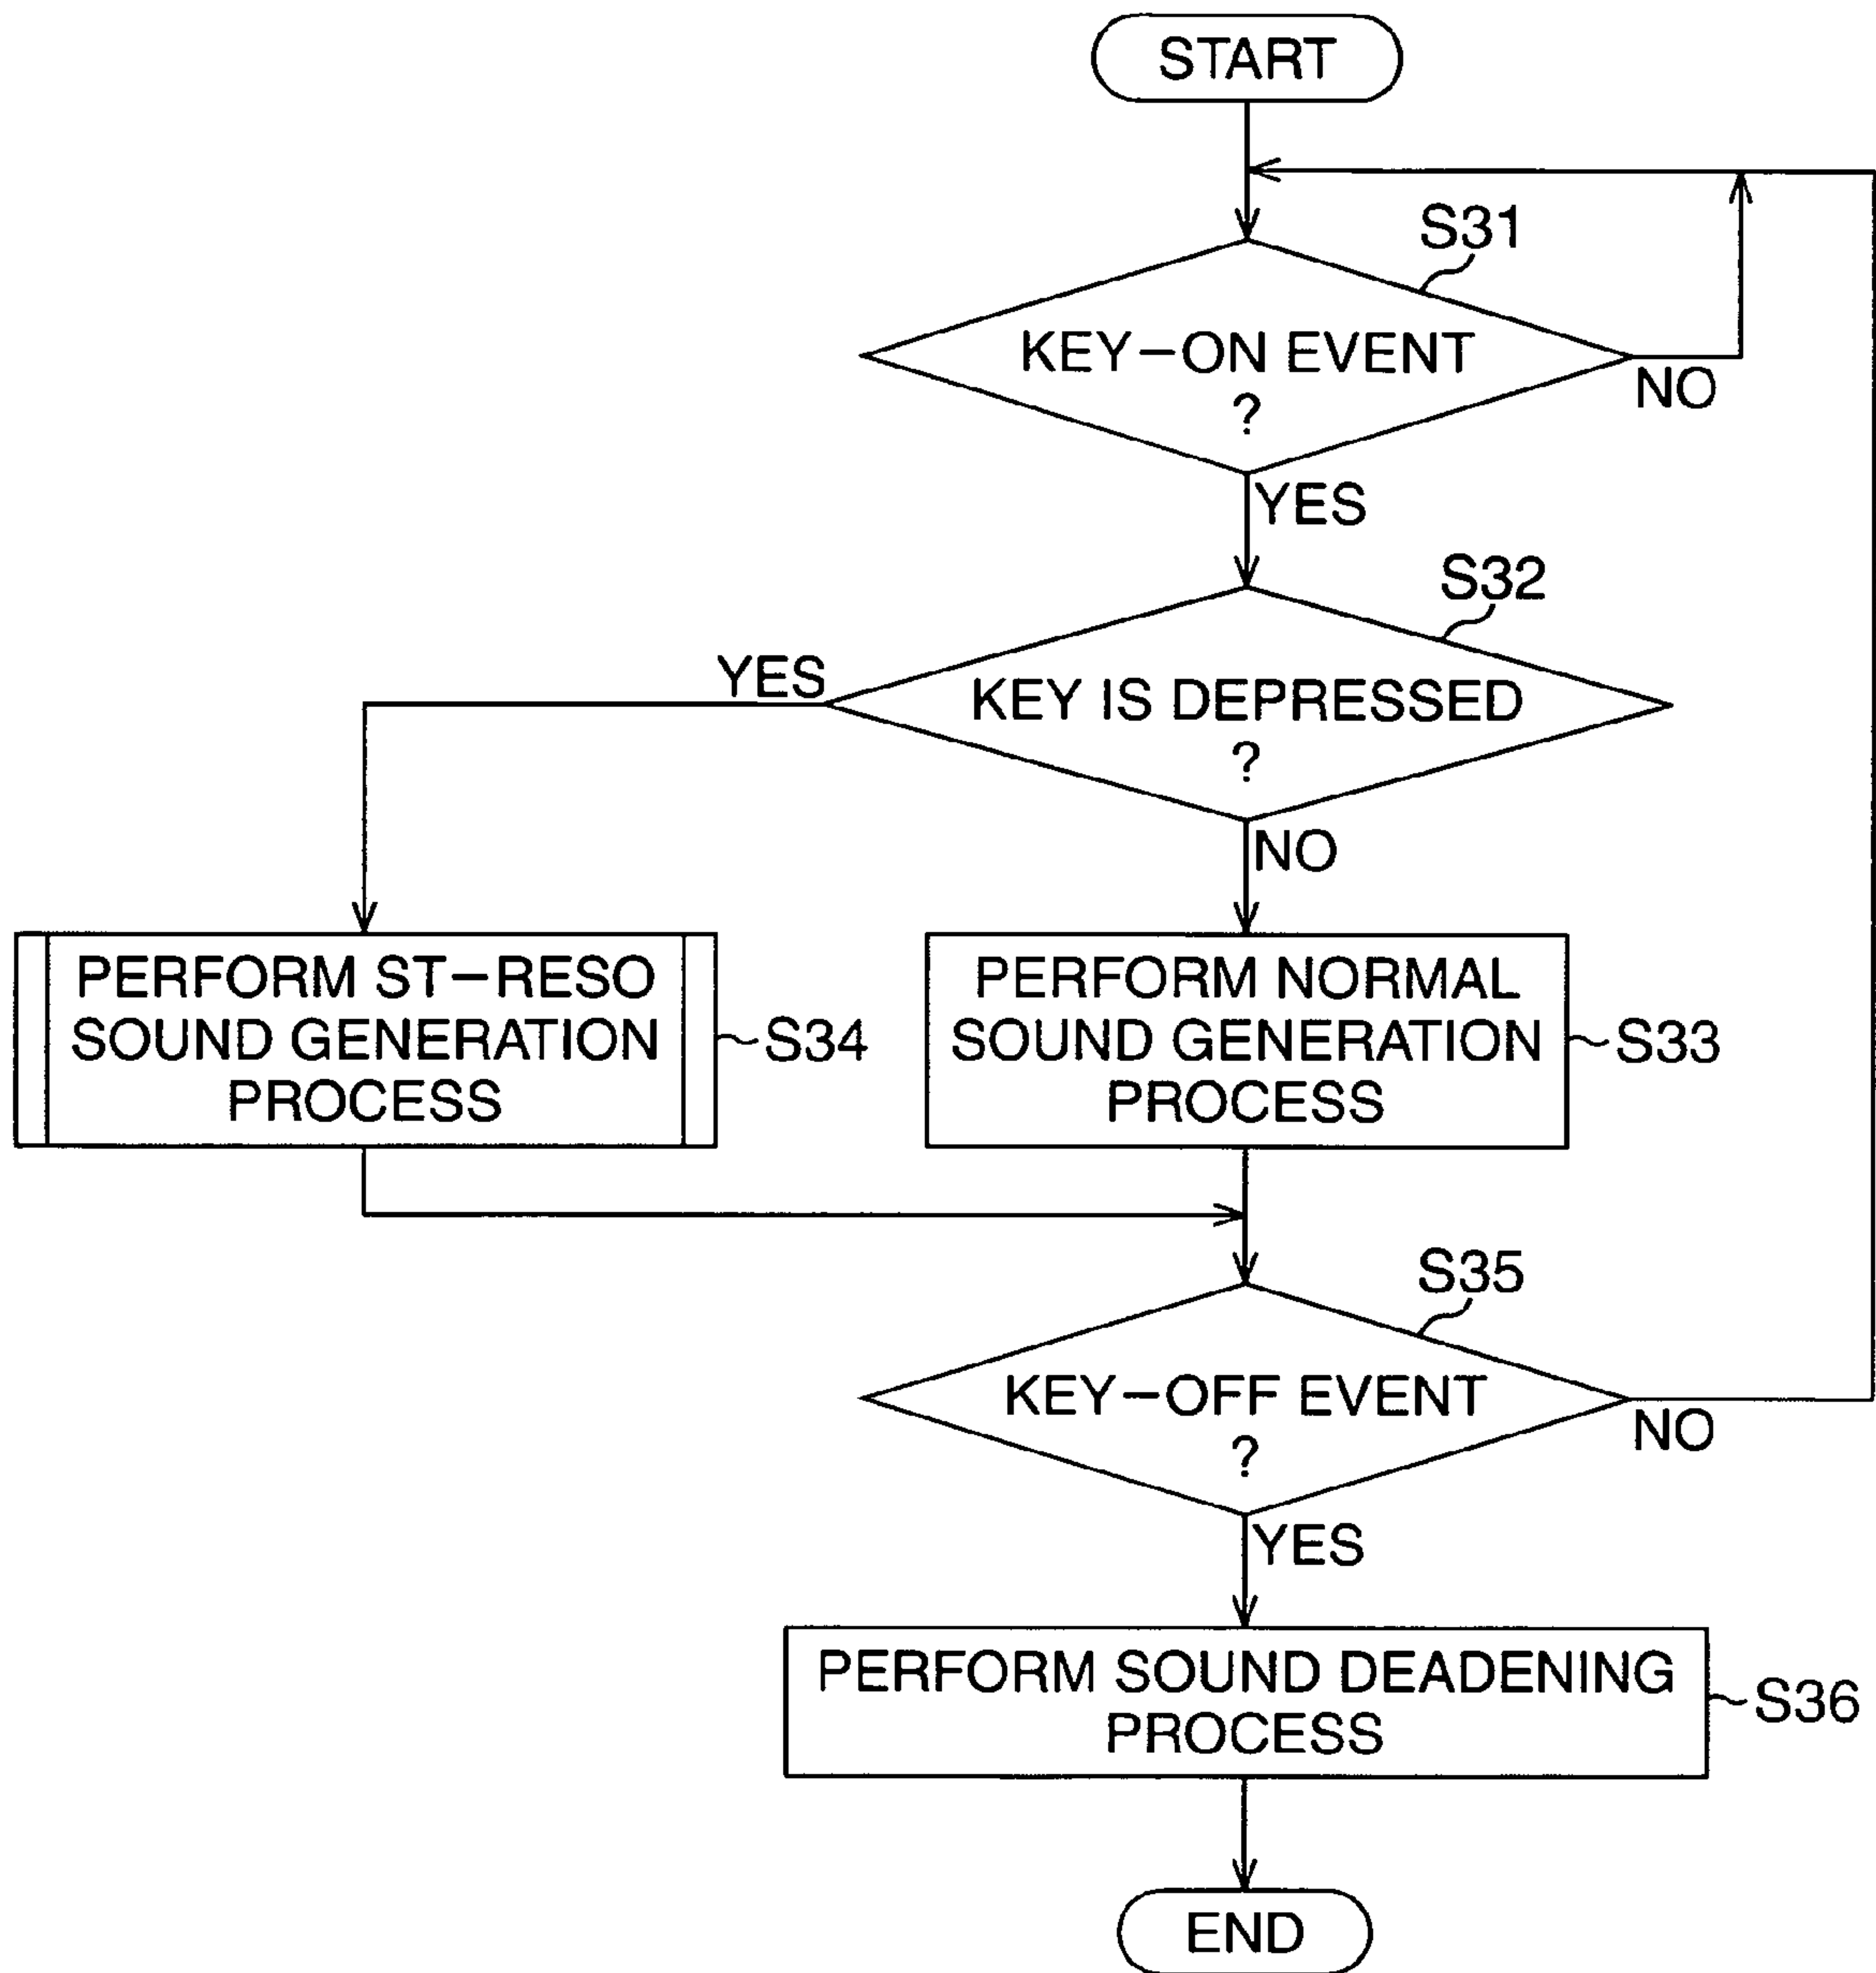 START
S31
KEY-ON EVENT
?
NO
YES
S32
YES
KEY IS DEPRESSED
?
NO
PERFORM ST-RESO
SOUND GENERATION
PROCESS
S34
PERFORM NORMAL
SOUND GENERATION
PROCESS
S33
S35
KEY-OFF EVENT
?
NO
YES
PERFORM SOUND DEADENING
PROCESS
S36
END